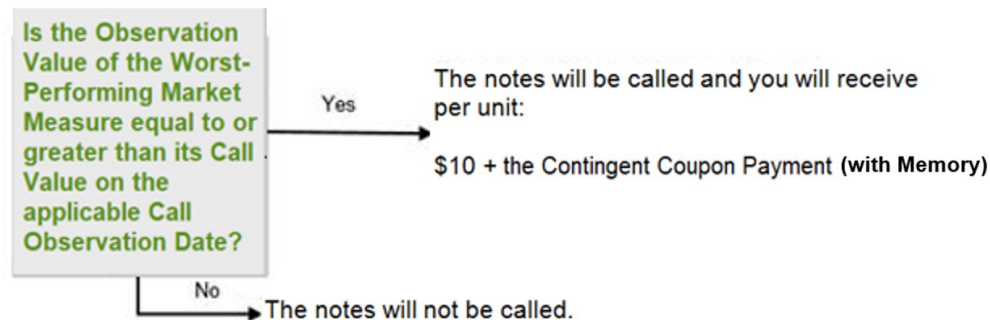 Is the Observation
Value of the Worst-
Performing Market
Measure equal to or
greater than its Call
Value on the
applicable Call
Observation Date?
Yes
The notes will be called and you will receive
per unit:
$10 + the Contingent Coupon Payment (with Memory)
No
The notes will not be called.